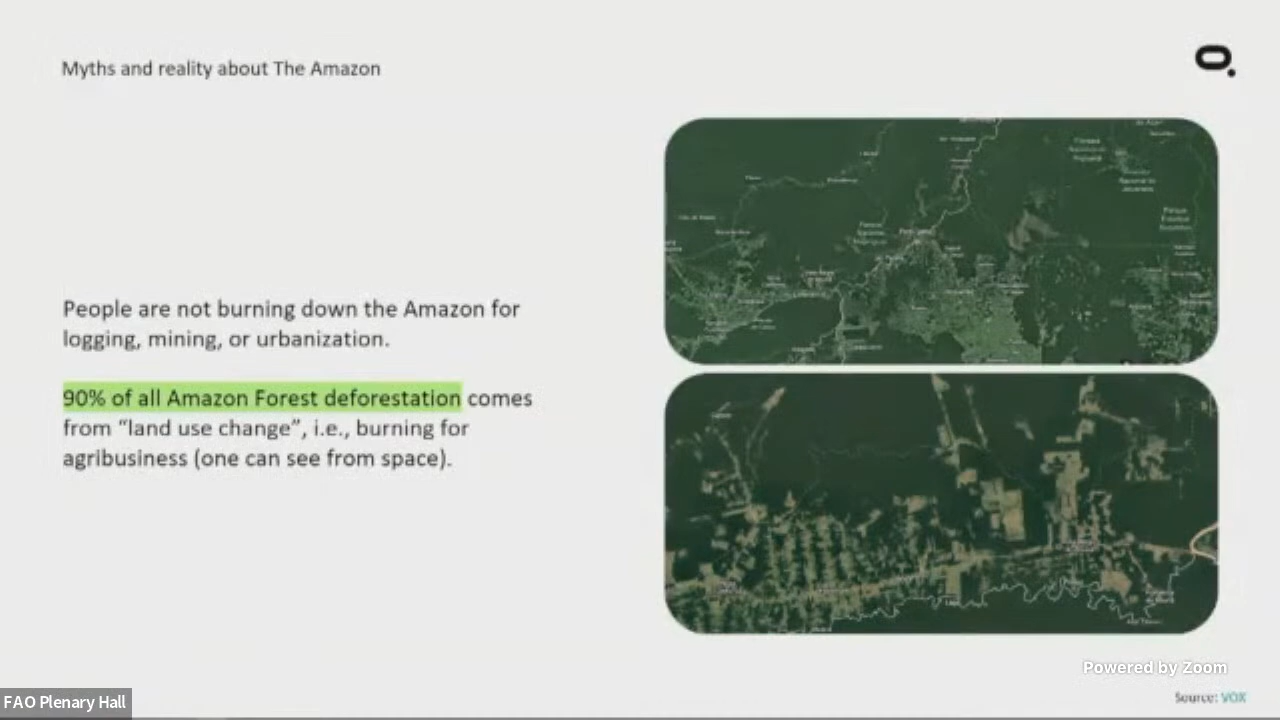 Myths and reality about The Amazon
People are not burning down the Amazon for
logging, mining, or urbanization.
90% of all Amazon Forest deforestation comes
from “land use change”, i.e., burning for
agribusiness (one can see from space).
Powered by Zoom
FAO Plenary Hall
Source: VOX